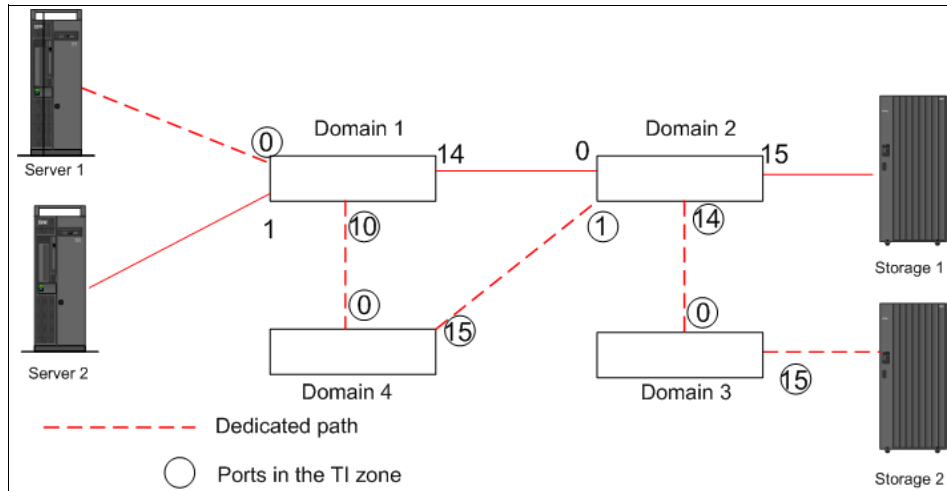 Server 1
Server 2
0
1
Domain 1
14
10
0
15
Domain 4
Domain 2
0
15
1
14
0
15
Domain 3
Storage 1
Storage 2
Dedicated path
Ports in the TI zone